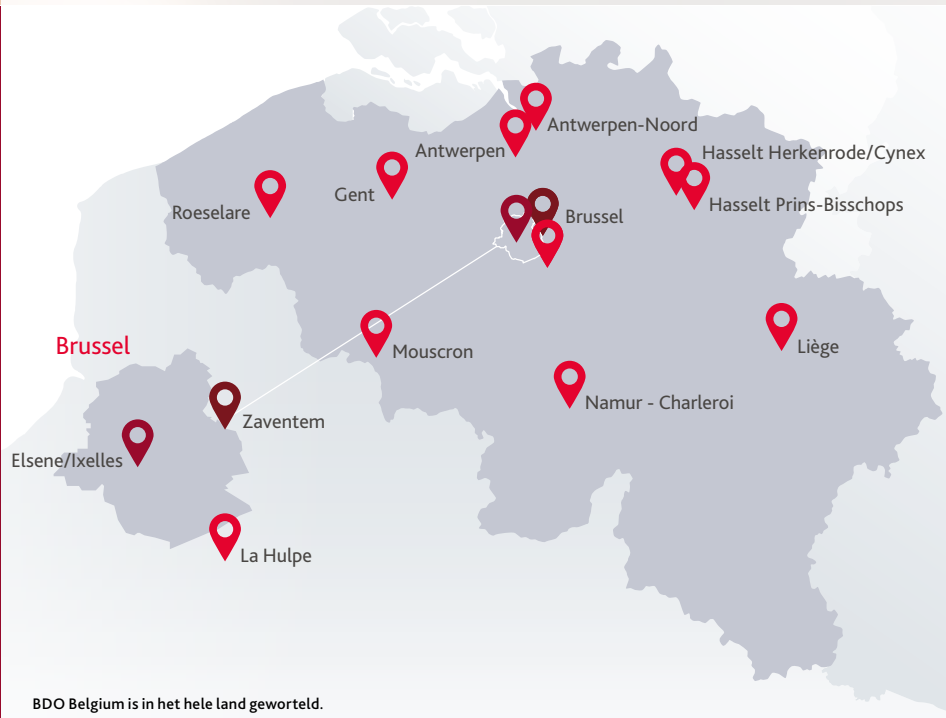 Antwerpen-Noord
Antwerpen
Hasselt Herkenrode/Cynex
Gent
Hasselt Prins-Bisschops
Roeselare
Brussel
Brussel
Mouscron
Liège
Namur - Charleroi
Zaventem
Elsene/Ixelles
La Hulpe
BDO Belgium is in het hele land geworteld.